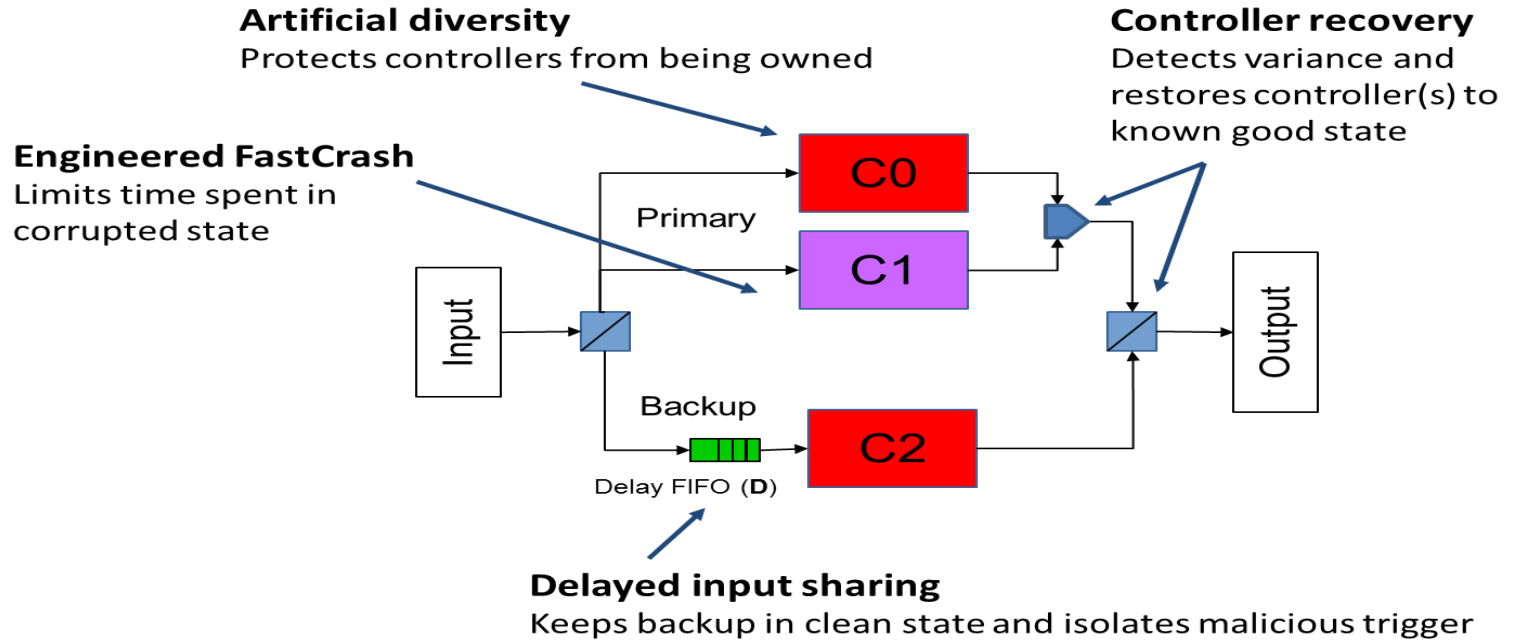 Artificial diversity
Protects controllers from being owned
Controller recovery
Detects variance and
restores controller(s) to
known good state
Engineered FastCrash
Limits time spent in
corrupted state
C0
Primary
C1
Input
Output
Backup
C2
Delay FIFO (D)
Delayed input sharing
Keeps backup in clean state and isolates malicious trigger